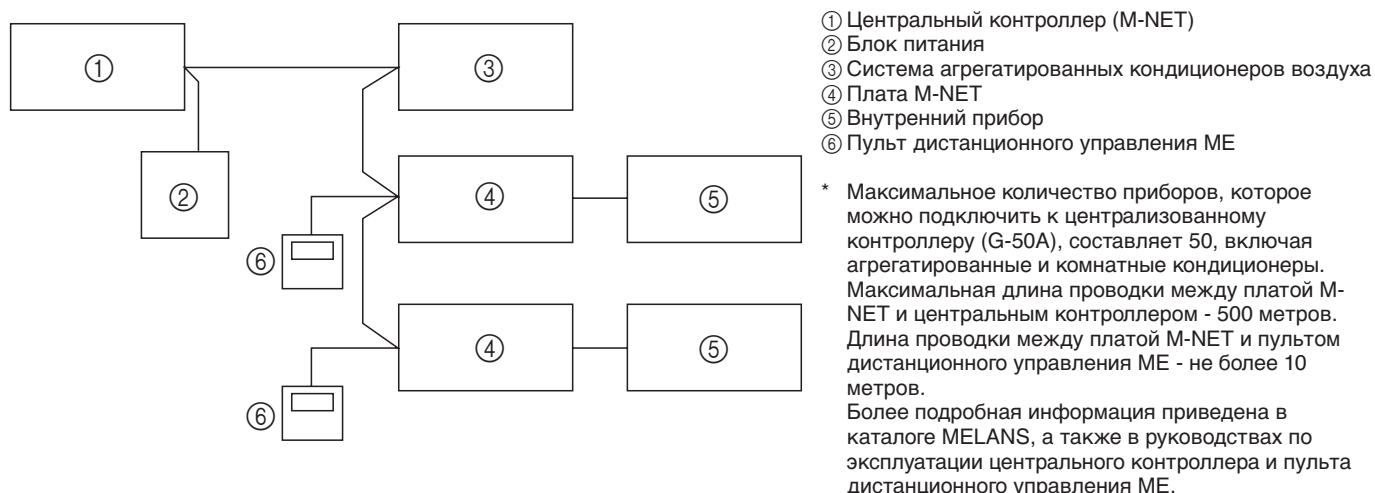 ①
②
③
④
⑤
⑥
④
⑤
⑥
① Центральный контроллер (M-NET)
② Блок питания
③ Система агрегатированных кондиционеров воздуха
④ Плата M-NET
⑤ Внутренний прибор
⑥ Пульт дистанционного управления ME
* Максимальное количество приборов, которое
можно подключить к централизованному
контроллеру (G-50A), составляет 50, включая
агрегатированные и комнатные кондиционеры.
Максимальная длина проводки между платой M-
NET и центральным контроллером - 500 метров.
Длина проводки между платой M-NET и пультом
дистанционного управления ME - не более 10
метров.
Более подробная информация приведена в
каталоге MELANS, а также в руководствах по
эксплуатации центрального контроллера и пульта
дистанционного управления ME.